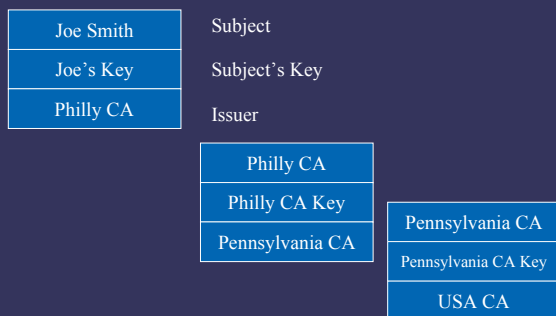 Joe Smith
Subject
Joe's Key
Subject's Key
Philly CA
Issuer
Philly CA
Philly CA Key
Pennsylvania CA
Pennsylvania CA
Pennsylvania CA Key
USA CA